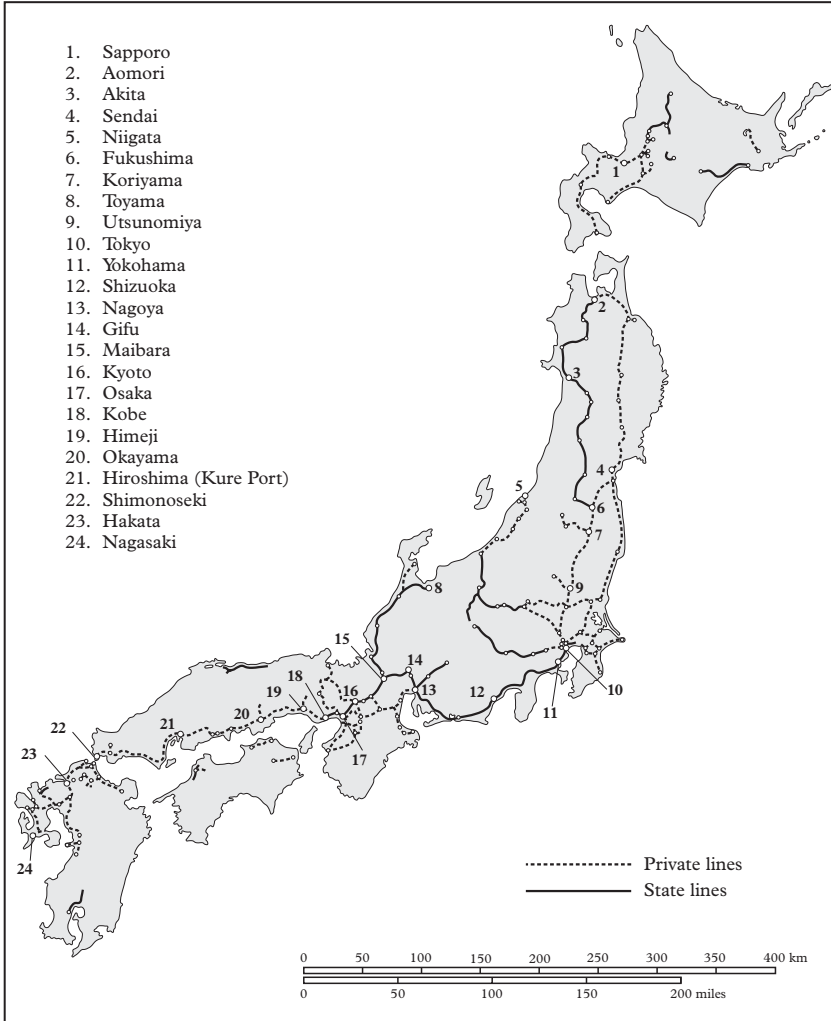 1. Sapporo
2. Aomori
3. Akita
4. Sendai
5. Niigata
6. Fukushima
7. Koriyama
8. Toyama
9. Utsunomiya
10. Tokyo
11. Yokohama
12. Shizuoka
13. Nagoya
14. Gifu
15. Maibara
16. Kyoto
17. Osaka
18. Kobe
19. Himeji
20. Okayama
21. Hiroshima (Kure Port)
22. Shimonoseki
23. Hakata
24. Nagasaki
1
2
3
4
5
6
7
8
9
10
11
12
13
14
15
16
17
18
19
20
21
22
23
24
Private lines
State lines
0 50 100 150 200 250 300 350 400 km
0 50 100 150 200 miles